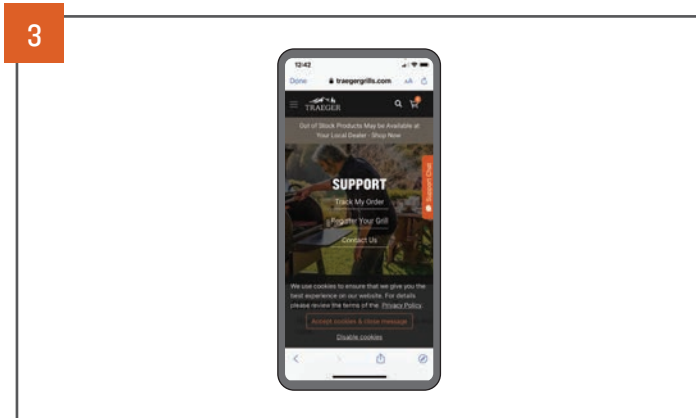 3
12:42
Done traegergrills.com AA
TRAEGER
Out of Stock Products May be Available at
Your Local Dealer - Shop Now
Support Chat
SUPPORT
Track My Order
Register Your Grill
Contact Us
We use cookies to ensure that we give you the
best experience on our website. For details
please review the terms of the Privacy Policy.
Accept cookies & close message
Disable cookies